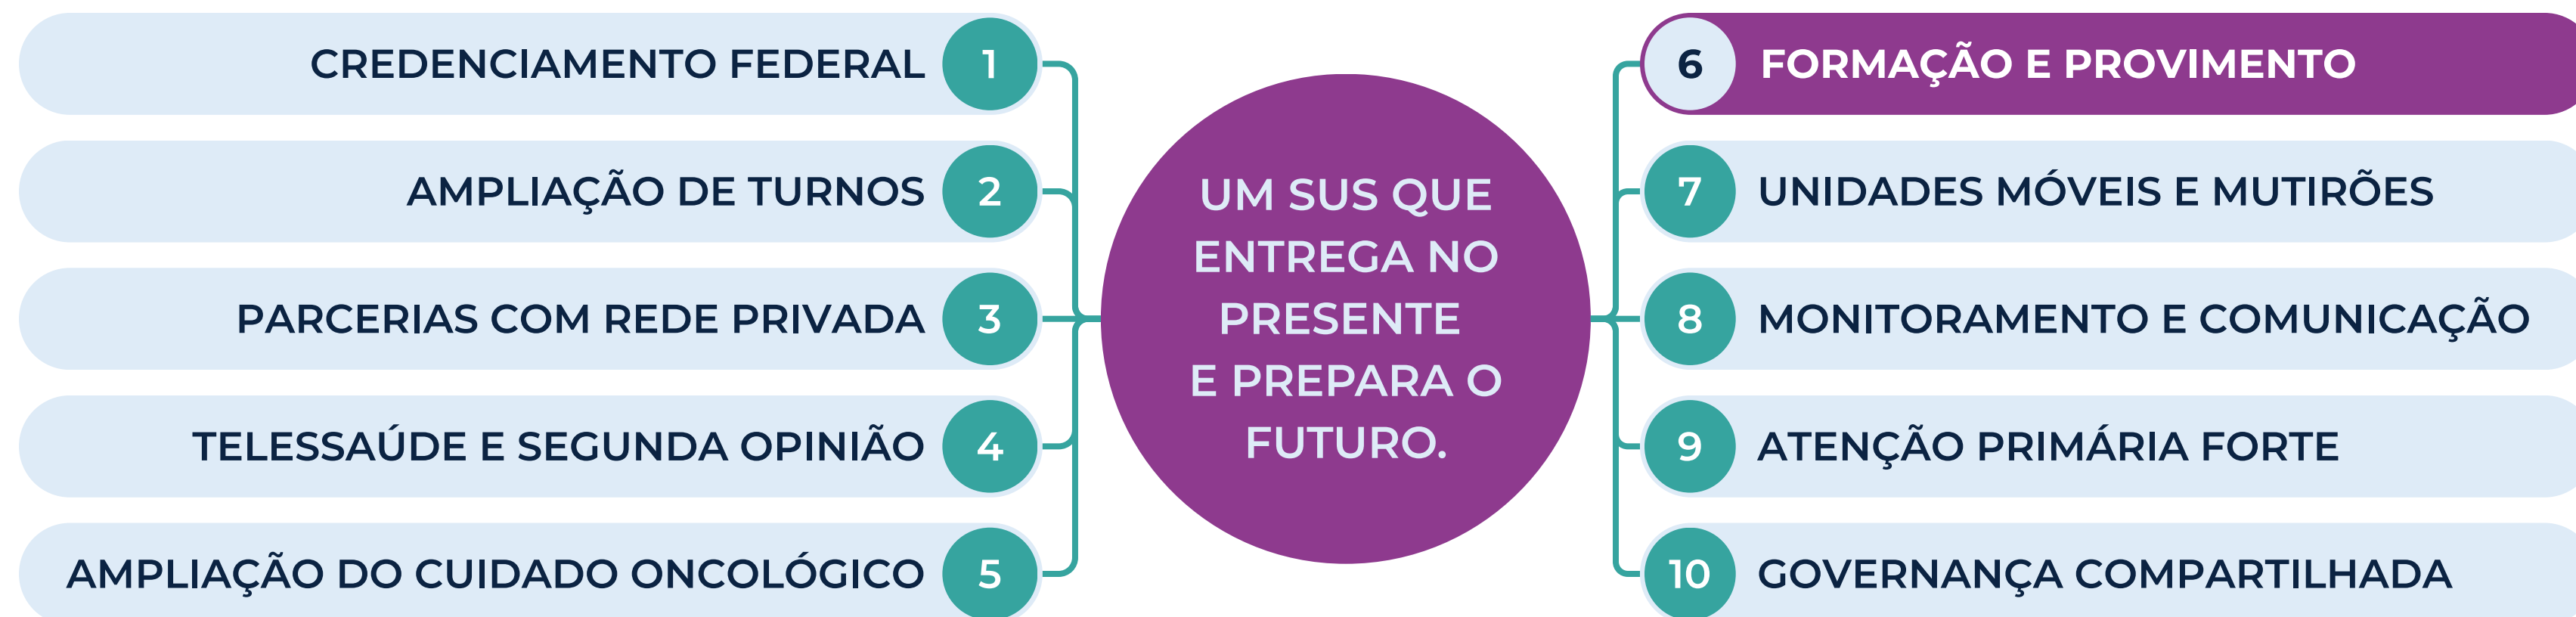 CREDENCIAMENTO FEDERAL 1
AMPLIAÇÃO DE TURNOS 2
PARCERIAS COM REDE PRIVADA 3
TELESSAÚDE E SEGUNDA OPINIÃO 4
AMPLIAÇÃO DO CUIDADO ONCOLÓGICO 5
UM SUS QUE
ENTREGA NO
PRESENTE
E PREPARA O
FUTURO.
6 FORMAÇÃO E PROVIMENTO
7 UNIDADES MÓVEIS E MUTIRÕES
8 MONITORAMENTO E COMUNICAÇÃO
9 ATENÇÃO PRIMÁRIA FORTE
10 GOVERNANÇA COMPARTILHADA